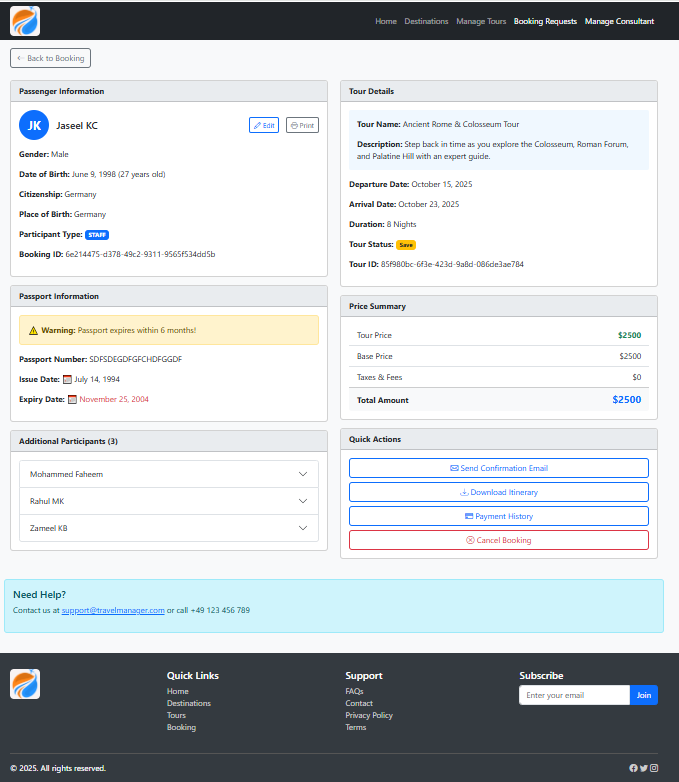 Home Destinations Manage Tours Booking Requests Manage Consultant
← Back to Booking
Passenger Information
JK Jaseel KC Edit Print
Gender: Male
Date of Birth: June 9, 1998 (27 years old)
Citizenship: Germany
Place of Birth: Germany
Participant Type: STAFF
Booking ID: 6e214475-d378-49c2-9311-9565f534dd5b
Passport Information
Warning: Passport expires within 6 months!
Passport Number: SDFSDEGDFGFCHDFGGDF
Issue Date: July 14, 1994
Expiry Date: November 25, 2004
Additional Participants (3)
Mohammed Faheem
Rahul MK
Zameel KB
Tour Details
Tour Name: Ancient Rome & Colosseum Tour
Description: Step back in time as you explore the Colosseum, Roman Forum,
and Palatine Hill with an expert guide.
Departure Date: October 15, 2025
Arrival Date: October 23, 2025
Duration: 8 Nights
Tour Status: Save
Tour ID: 85f980bc-6f3e-423d-9a8d-086de3ae784
Price Summary
Tour Price $2500
Base Price $2500
Taxes & Fees $0
Total Amount $2500
Quick Actions
Send Confirmation Email
Download Itinerary
Payment History
Cancel Booking
Need Help?
Contact us at support@travelmanager.com or call +49 123 456 789
Quick Links
Home
Destinations
Tours
Booking
Support
FAQs
Contact
Privacy Policy
Terms
Subscribe
Enter your email Join
© 2025. All rights reserved.